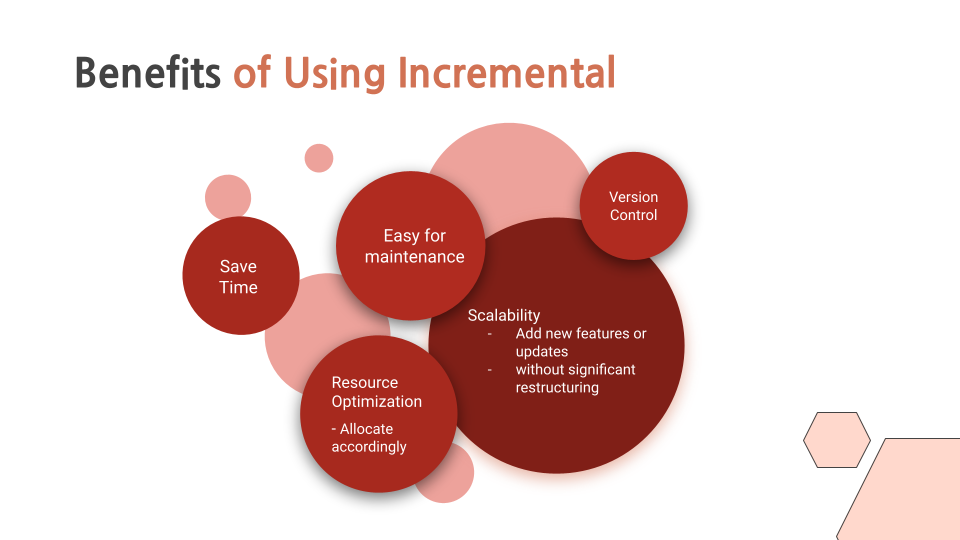 Benefits of Using Incremental
Version
Control
Easy for
maintenance
Save
Time
Scalability
- Add new features or
updates
- without significant
restructuring
Resource
Optimization
- Allocate
accordingly